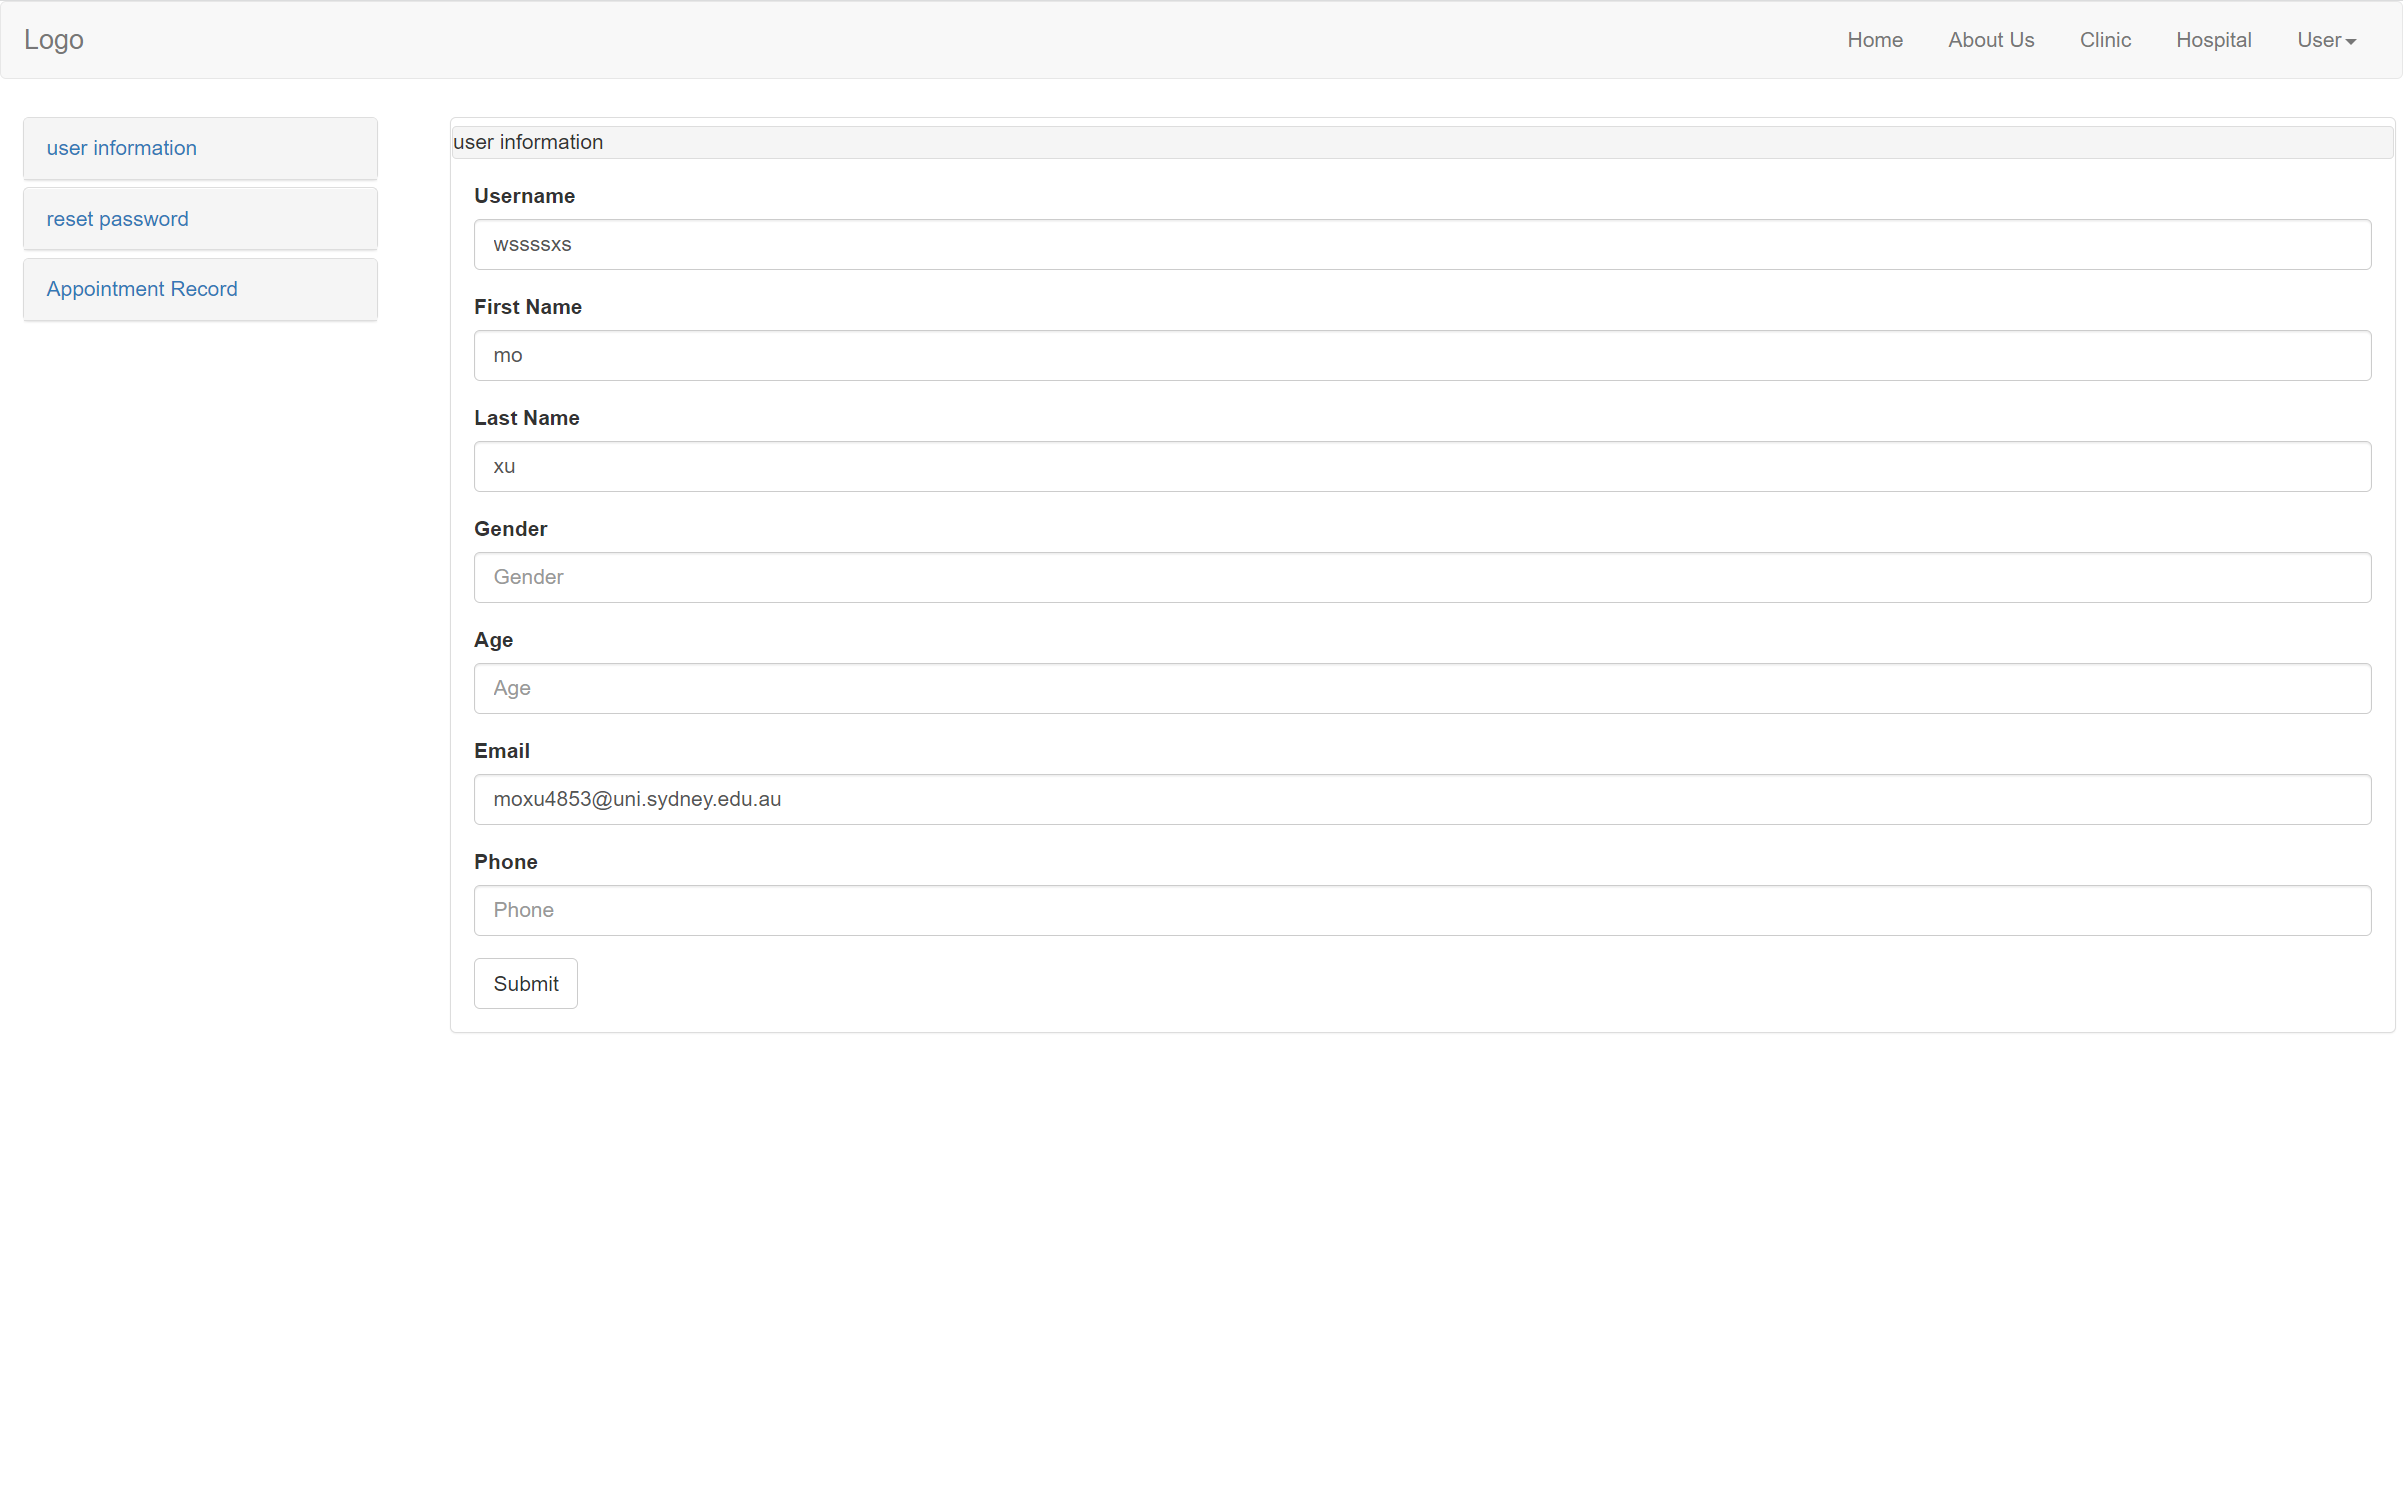 Logo
Home About Us Clinic Hospital User
user information
reset password
Appointment Record
user information
Username
wssssxs
First Name
mo
Last Name
xu
Gender
Gender
Age
Age
Email
moxu4853@uni.sydney.edu.au
Phone
Phone
Submit